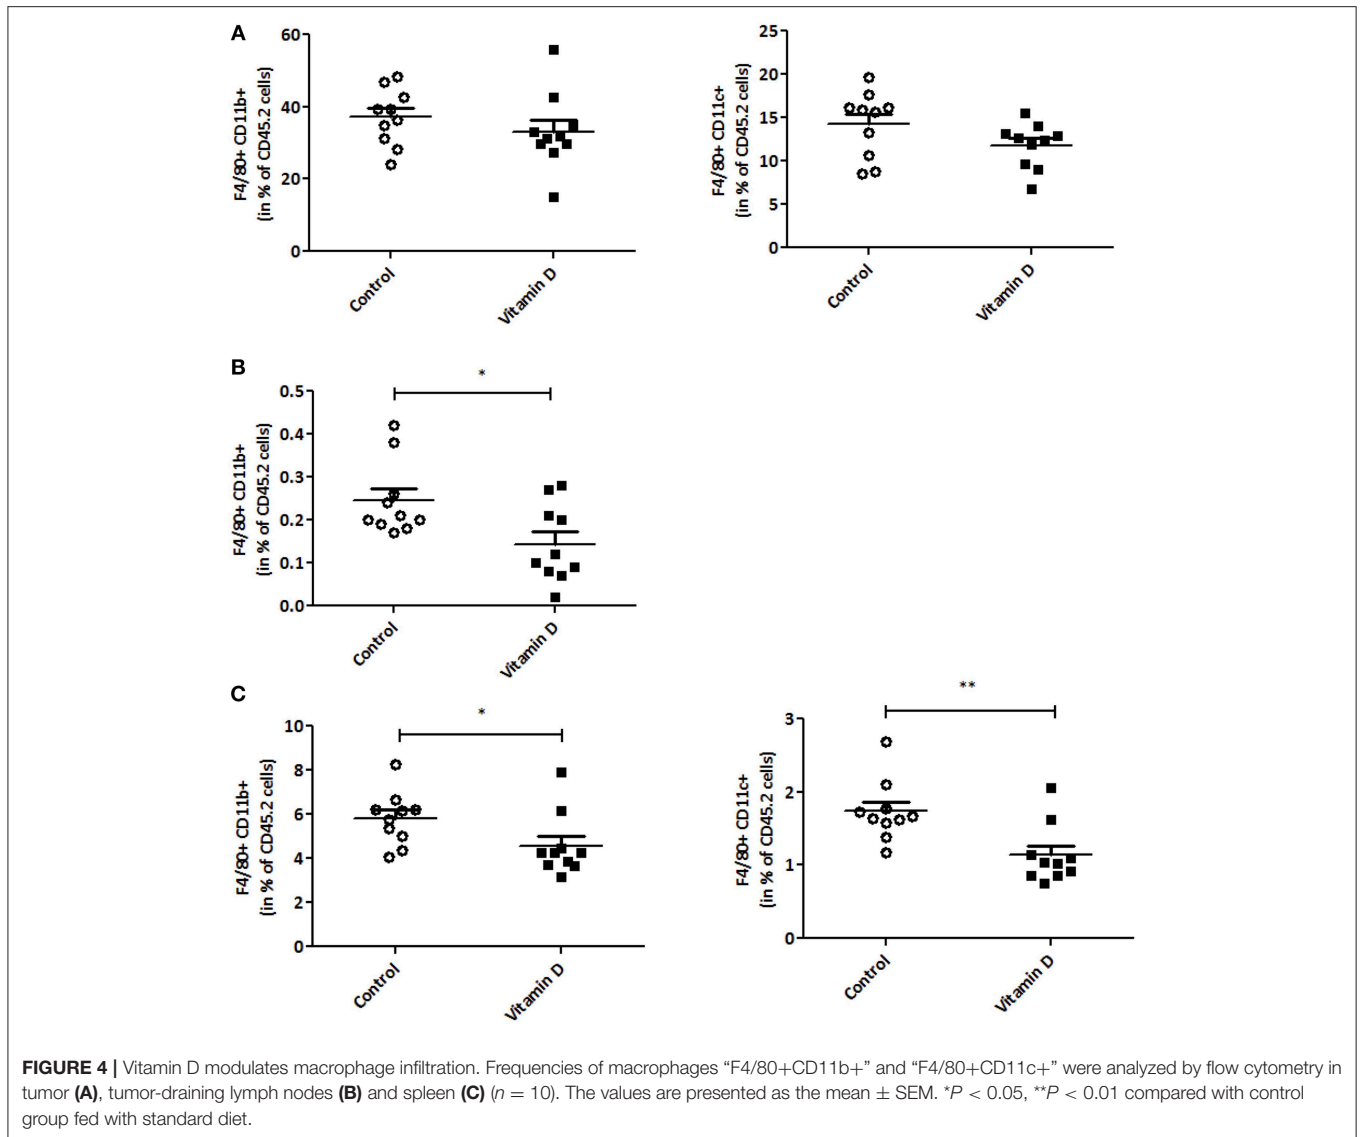 A
F4/80+ CD11b+
(in % of CD45.2 cells)
60
40
20
0
Control
Vitamin D
F4/80+ CD11c+
(in % of CD45.2 cells)
25
20
15
10
5
0
Control
Vitamin D
B
*
F4/80+ CD11b+
(in % of CD45.2 cells)
0.5
0.4
0.3
0.2
0.1
0.0
Control
Vitamin D
C
*
F4/80+ CD11b+
(in % of CD45.2 cells)
10
8
6
4
2
0
Control
Vitamin D
**
F4/80+ CD11c+
(in % of CD45.2 cells)
3
2
1
0
Control
Vitamin D
FIGURE 4 | Vitamin D modulates macrophage infiltration. Frequencies of macrophages “F4/80+CD11b+” and “F4/80+CD11c+” were analyzed by flow cytometry in
tumor (A), tumor-draining lymph nodes (B) and spleen (C) (n = 10). The values are presented as the mean ± SEM. *P < 0.05, **P < 0.01 compared with control
group fed with standard diet.